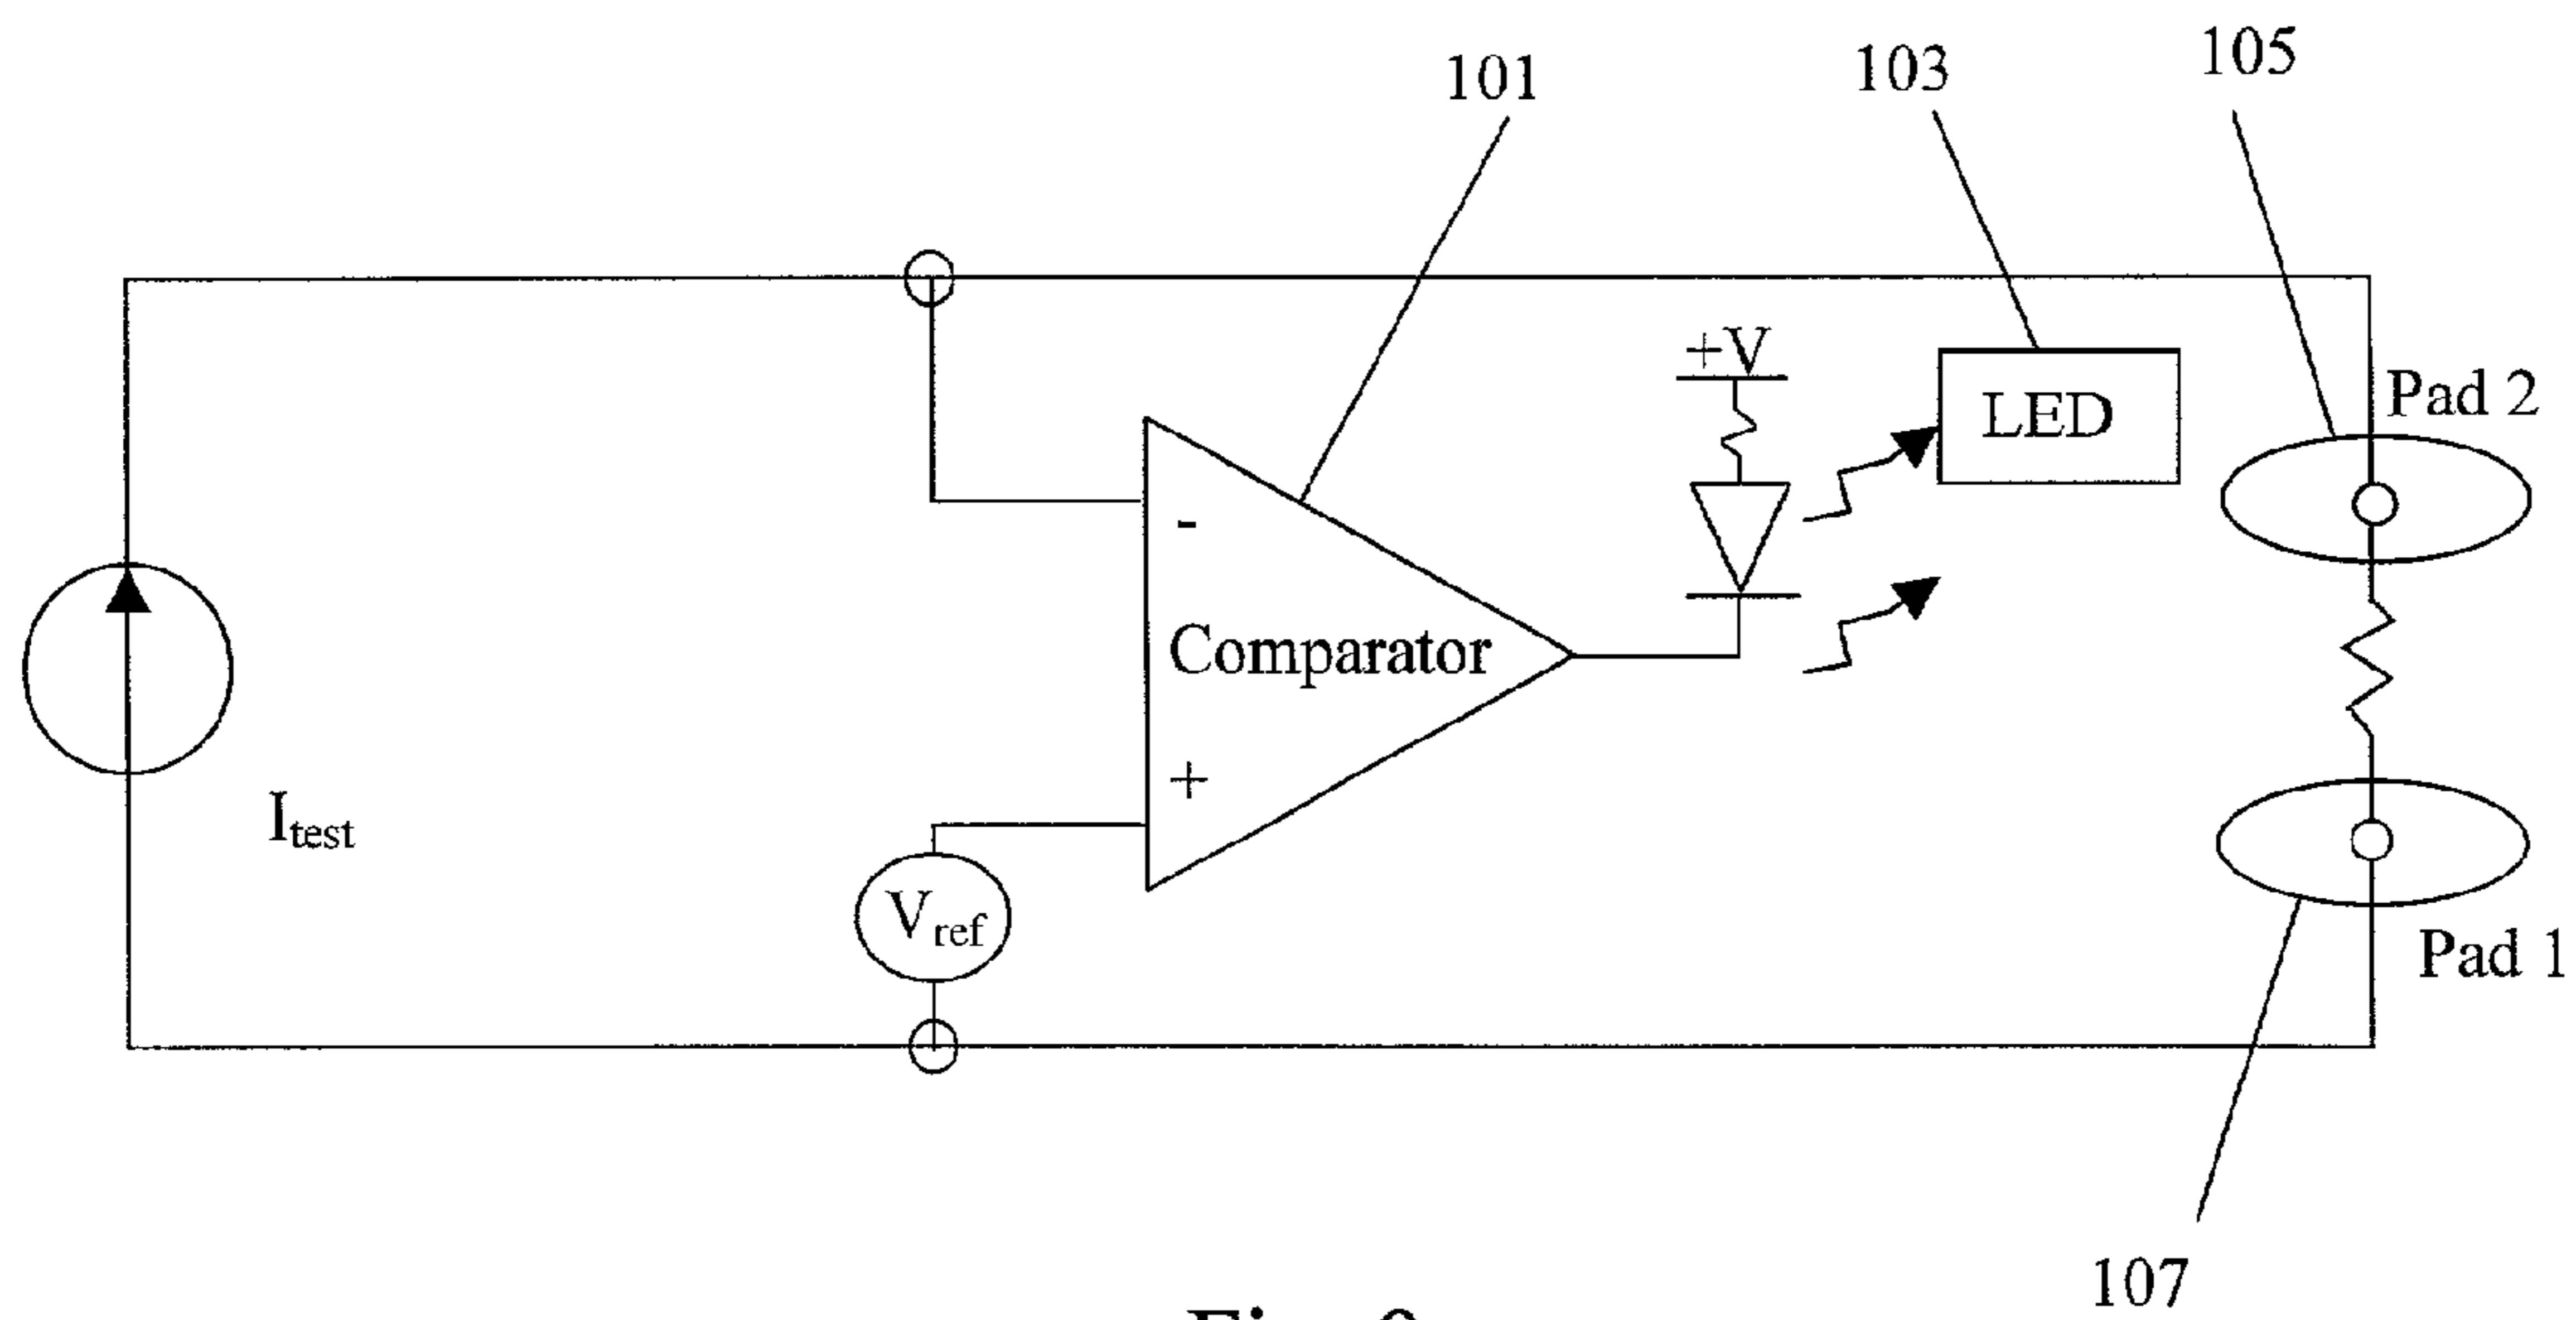 101
103
105
+V
LED
Pad 2
-
Comparator
+
Itest
Vref
Pad 1
107